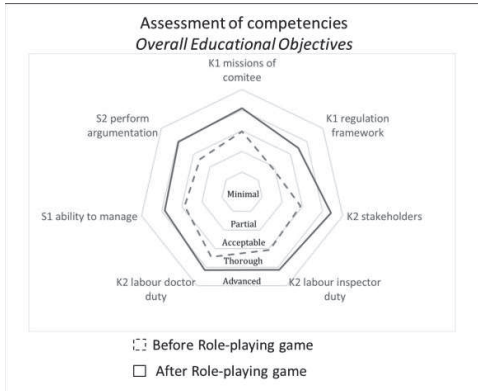 Assessment of competencies
Overall Educational Objectives
K1 missions of
comitee
S2 perform
argumentation
K1 regulation
framework
Minimal
S1 ability to manage
K2 stakeholders
Partial
Acceptable
Thorough
K2 labour doctor
duty
Advanced
K2 labour inspector
duty
Before Role-playing game
After Role-playing game